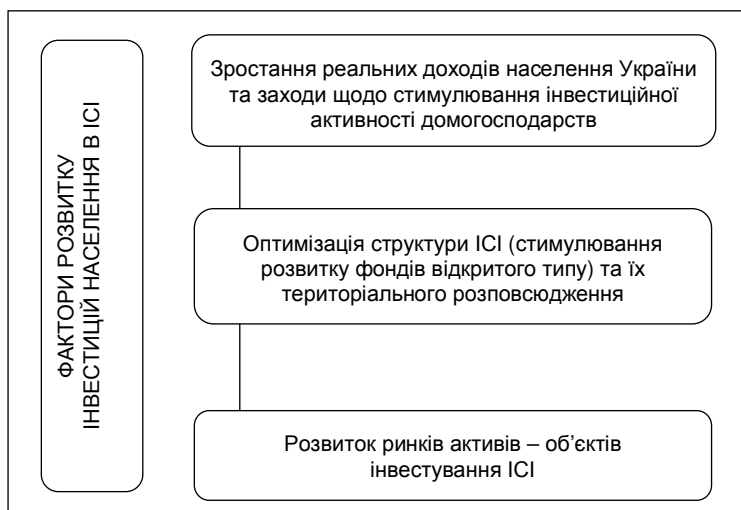 ФАКТОРИ РОЗВИТКУ
ІНВЕСТИЦІЙ НАСЕЛЕННЯ В ІСІ
Зростання реальних доходів населення України
та заходи щодо стимулювання інвестиційної
активності домогосподарств
Оптимізація структури ІСІ (стимулювання
розвитку фондів відкритого типу) та їх
територіального розповсюдження
Розвиток ринків активів – об’єктів
інвестування ІСІ